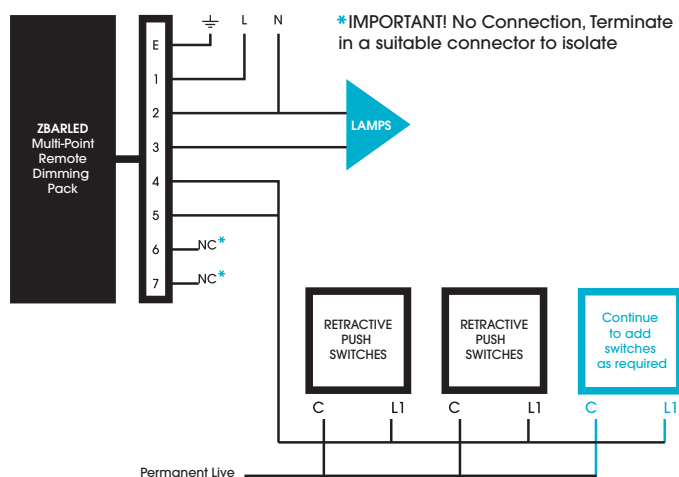 L N
*IMPORTANT! No Connection, Terminate
in a suitable connector to isolate
E
1
2
3
4
5
6
7
ZBARLED
Multi-Point
Remote
Dimming
Pack
LAMPS
NC*
NC*
RETRACTIVE
PUSH
SWITCHES
RETRACTIVE
PUSH
SWITCHES
Continue
to add
switches
as required
C L1 C L1 C L1
Permanent Live